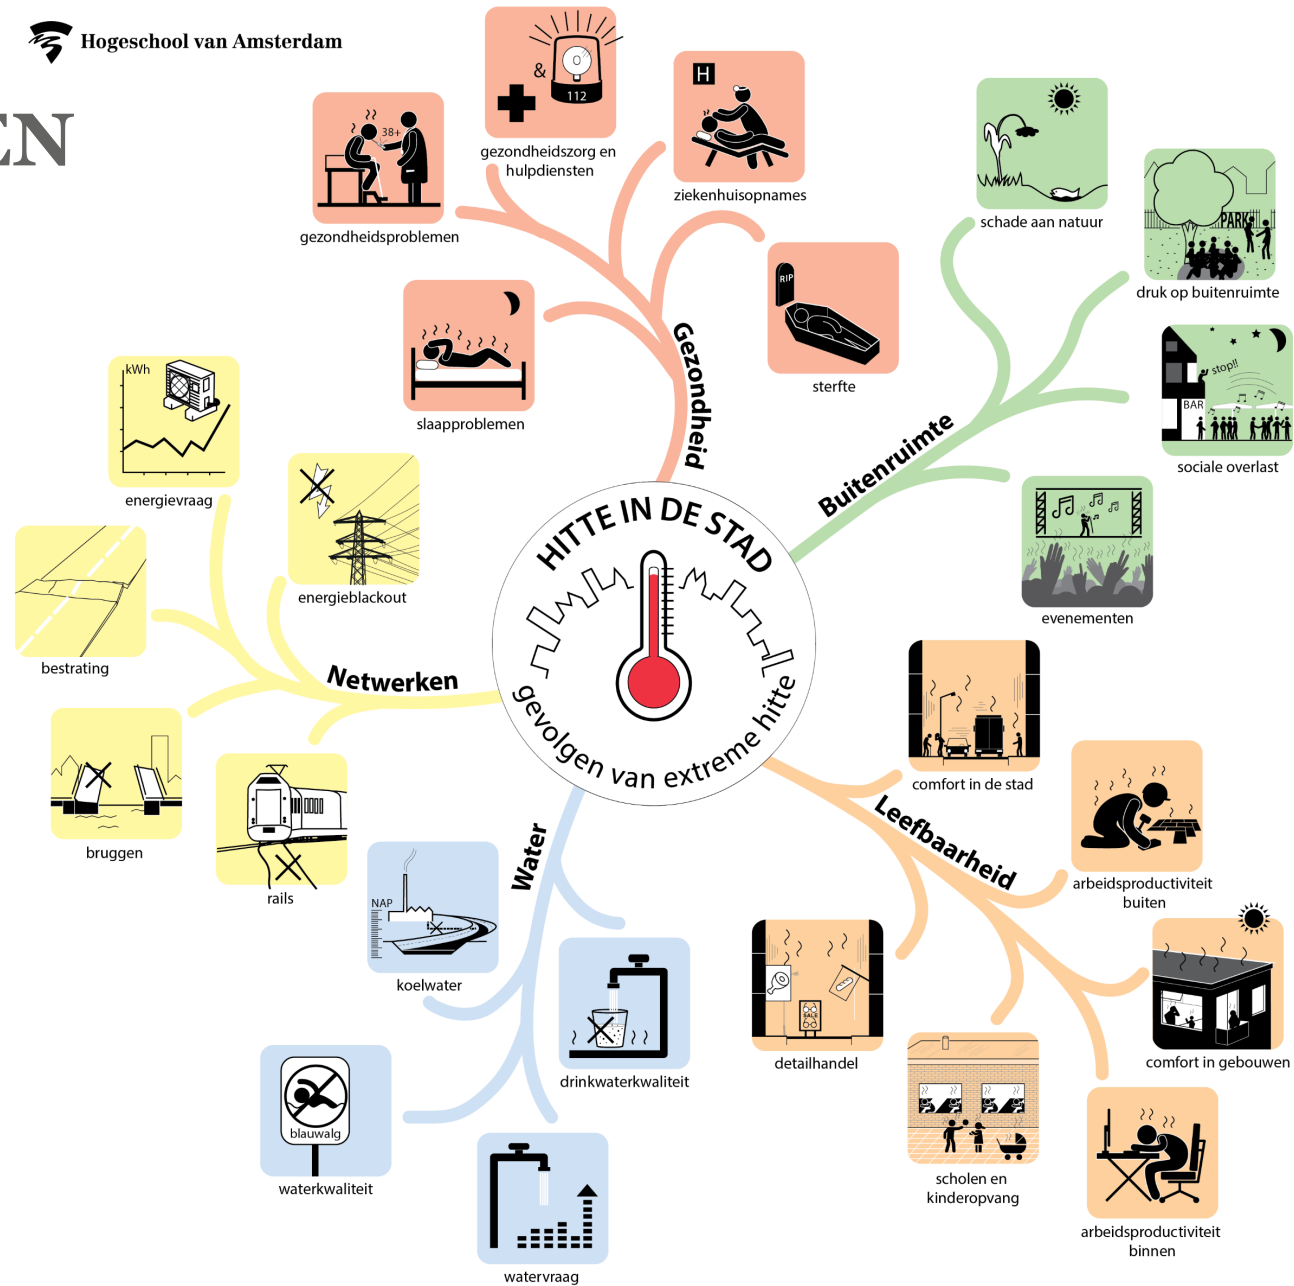 Hogeschool van Amsterdam
EN
HITTE IN DE STAD
gevolgen van extreme hitte
Gezondheid
38+
gezondheidsproblemen
&
112
gezondheidszorg en
hulpdiensten
H
ziekenhuisopnames
RIP
sterfte
slaapproblemen
Buitenruimte
schade aan natuur
PARK
druk op buitenruimte
stop!!
BAR
sociale overlast
evenementen
Leefbaarheid
comfort in de stad
arbeidsproductiviteit
buiten
comfort in gebouwen
arbeidsproductiviteit
binnen
scholen en
kinderopvang
SALE
detailhandel
Water
NAP
koelwater
drinkwaterkwaliteit
blauwalg
waterkwaliteit
watervraag
Netwerken
kWh
energievraag
energieblackout
bestrating
bruggen
rails